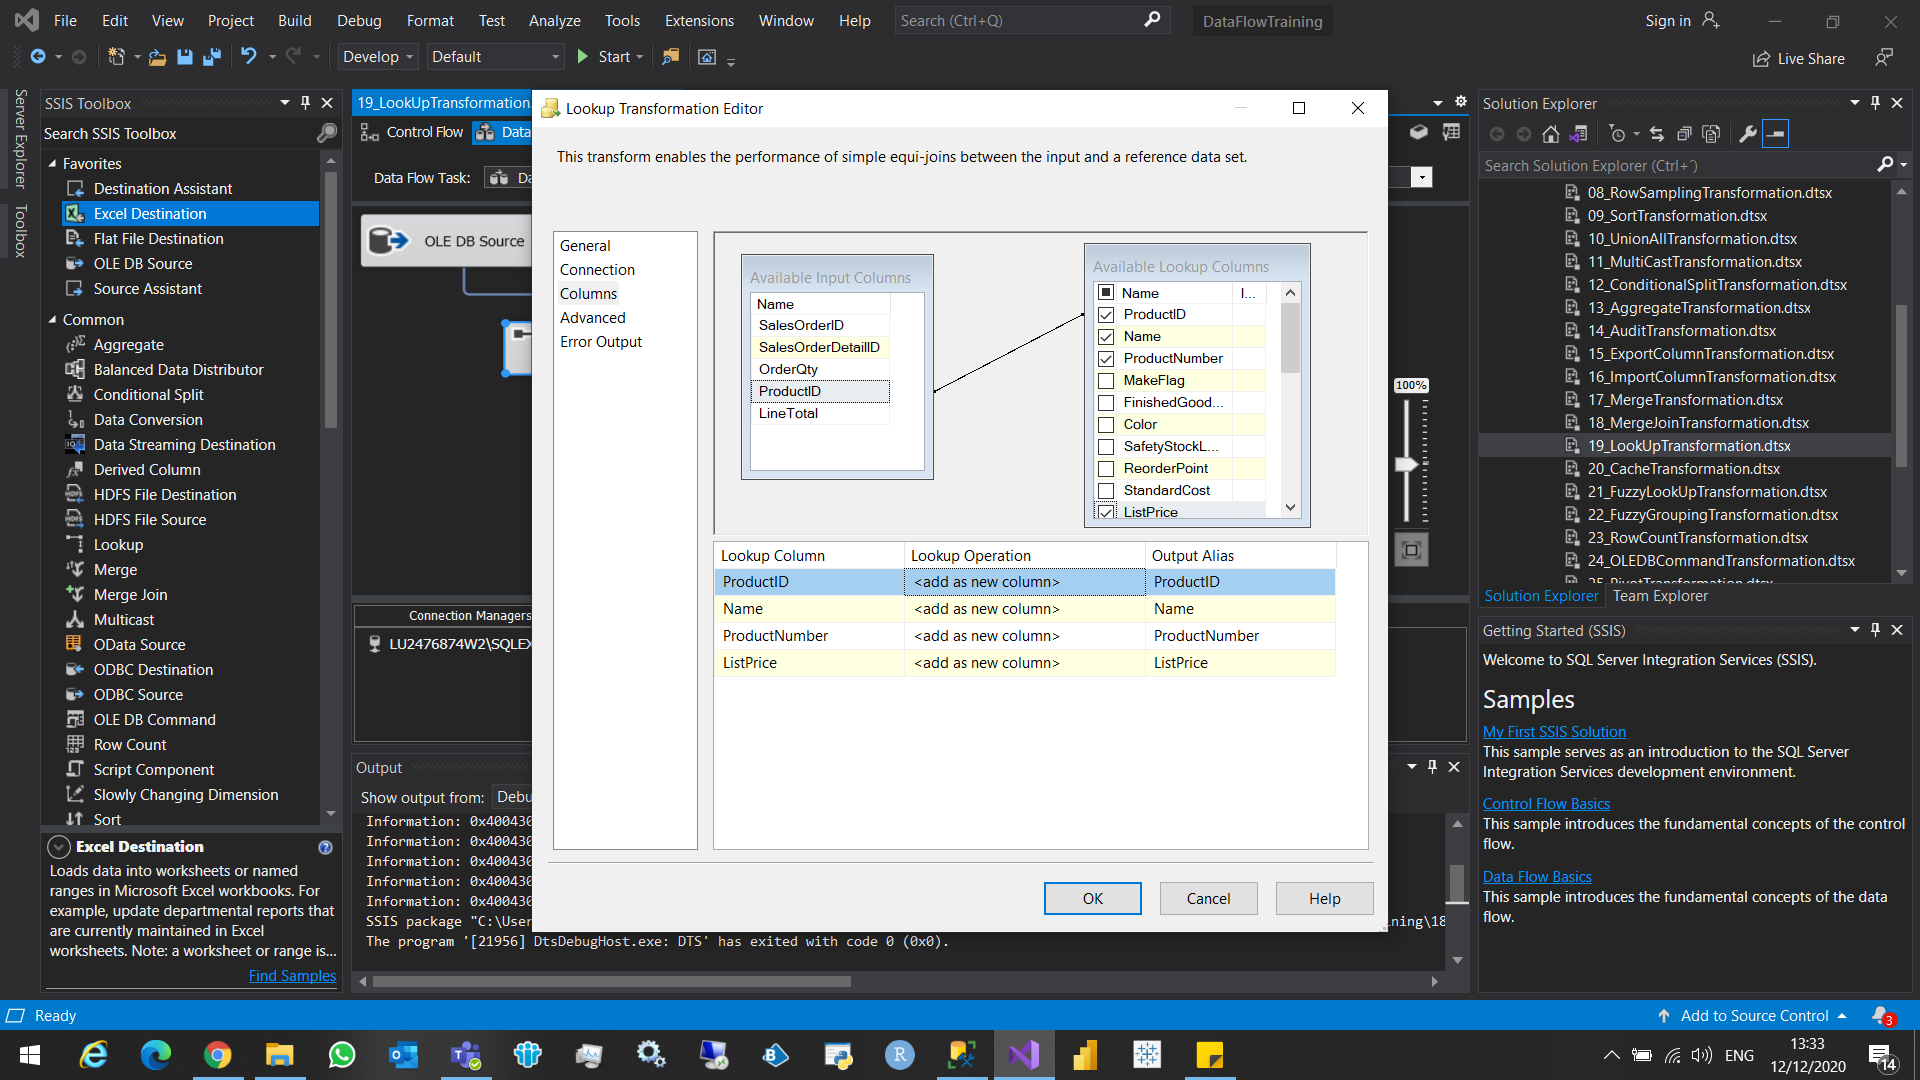 File Edit View Project Build Debug Format Test Analyze Tools Extensions Window Help
Search (Ctrl+Q)
DataFlowTraining
Sign in
Develop
Default
Start
Live Share
Server Explorer
Toolbox
SSIS Toolbox
Search SSIS Toolbox
Favorites
Destination Assistant
Excel Destination
Flat File Destination
OLE DB Source
Source Assistant
Common
Aggregate
Balanced Data Distributor
Conditional Split
Data Conversion
Data Streaming Destination
Derived Column
HDFS File Destination
HDFS File Source
Lookup
Merge
Merge Join
Multicast
OData Source
ODBC Destination
ODBC Source
OLE DB Command
Row Count
Script Component
Slowly Changing Dimension
Sort
Excel Destination
Loads data into worksheets or named
ranges in Microsoft Excel workbooks. For
example, update departmental reports that
are currently maintained in Excel
worksheets. Note: a worksheet or range is...
Find Samples
19_LookUpTransformation.
Control Flow
Data
Data Flow Task:
Da
OLE DB Source
100%
Connection Managers
LU2476874W2\SQLEX
Output
Show output from:
Debu
Information: 0x400430
Information: 0x400430
Information: 0x400430
Information: 0x400430
Information: 0x400430
SSIS package "C:\User
ning\18
The program '[21956] DtsDebugHost.exe: DTS' has exited with code 0 (0x0).
Lookup Transformation Editor
This transform enables the performance of simple equi-joins between the input and a reference data set.
General
Connection
Columns
Advanced
Error Output
Available Input Columns
Name
SalesOrderID
SalesOrderDetailID
OrderQty
ProductID
LineTotal
Available Lookup Columns
Name I...
ProductID
Name
ProductNumber
MakeFlag
FinishedGood...
Color
SafetyStockL...
ReorderPoint
StandardCost
ListPrice
Lookup Column Lookup Operation Output Alias
ProductID <add as new column> ProductID
Name <add as new column> Name
ProductNumber <add as new column> ProductNumber
ListPrice <add as new column> ListPrice
OK
Cancel
Help
Solution Explorer
Search Solution Explorer (Ctrl+¨)
08_RowSamplingTransformation.dtsx
09_SortTransformation.dtsx
10_UnionAllTransformation.dtsx
11_MultiCastTransformation.dtsx
12_ConditionalSplitTransformation.dtsx
13_AggregateTransformation.dtsx
14_AuditTransformation.dtsx
15_ExportColumnTransformation.dtsx
16_ImportColumnTransformation.dtsx
17_MergeTransformation.dtsx
18_MergeJoinTransformation.dtsx
19_LookUpTransformation.dtsx
20_CacheTransformation.dtsx
21_FuzzyLookUpTransformation.dtsx
22_FuzzyGroupingTransformation.dtsx
23_RowCountTransformation.dtsx
24_OLEDBCommandTransformation.dtsx
25_PivotTransformation.dtsx
Solution Explorer
Team Explorer
Getting Started (SSIS)
Welcome to SQL Server Integration Services (SSIS).
Samples
My First SSIS Solution
This sample serves as an introduction to the SQL Server
Integration Services development environment.
Control Flow Basics
This sample introduces the fundamental concepts of the control
flow.
Data Flow Basics
This sample introduces the fundamental concepts of the data
flow.
Ready
Add to Source Control
3
ENG
13:33
12/12/2020
14